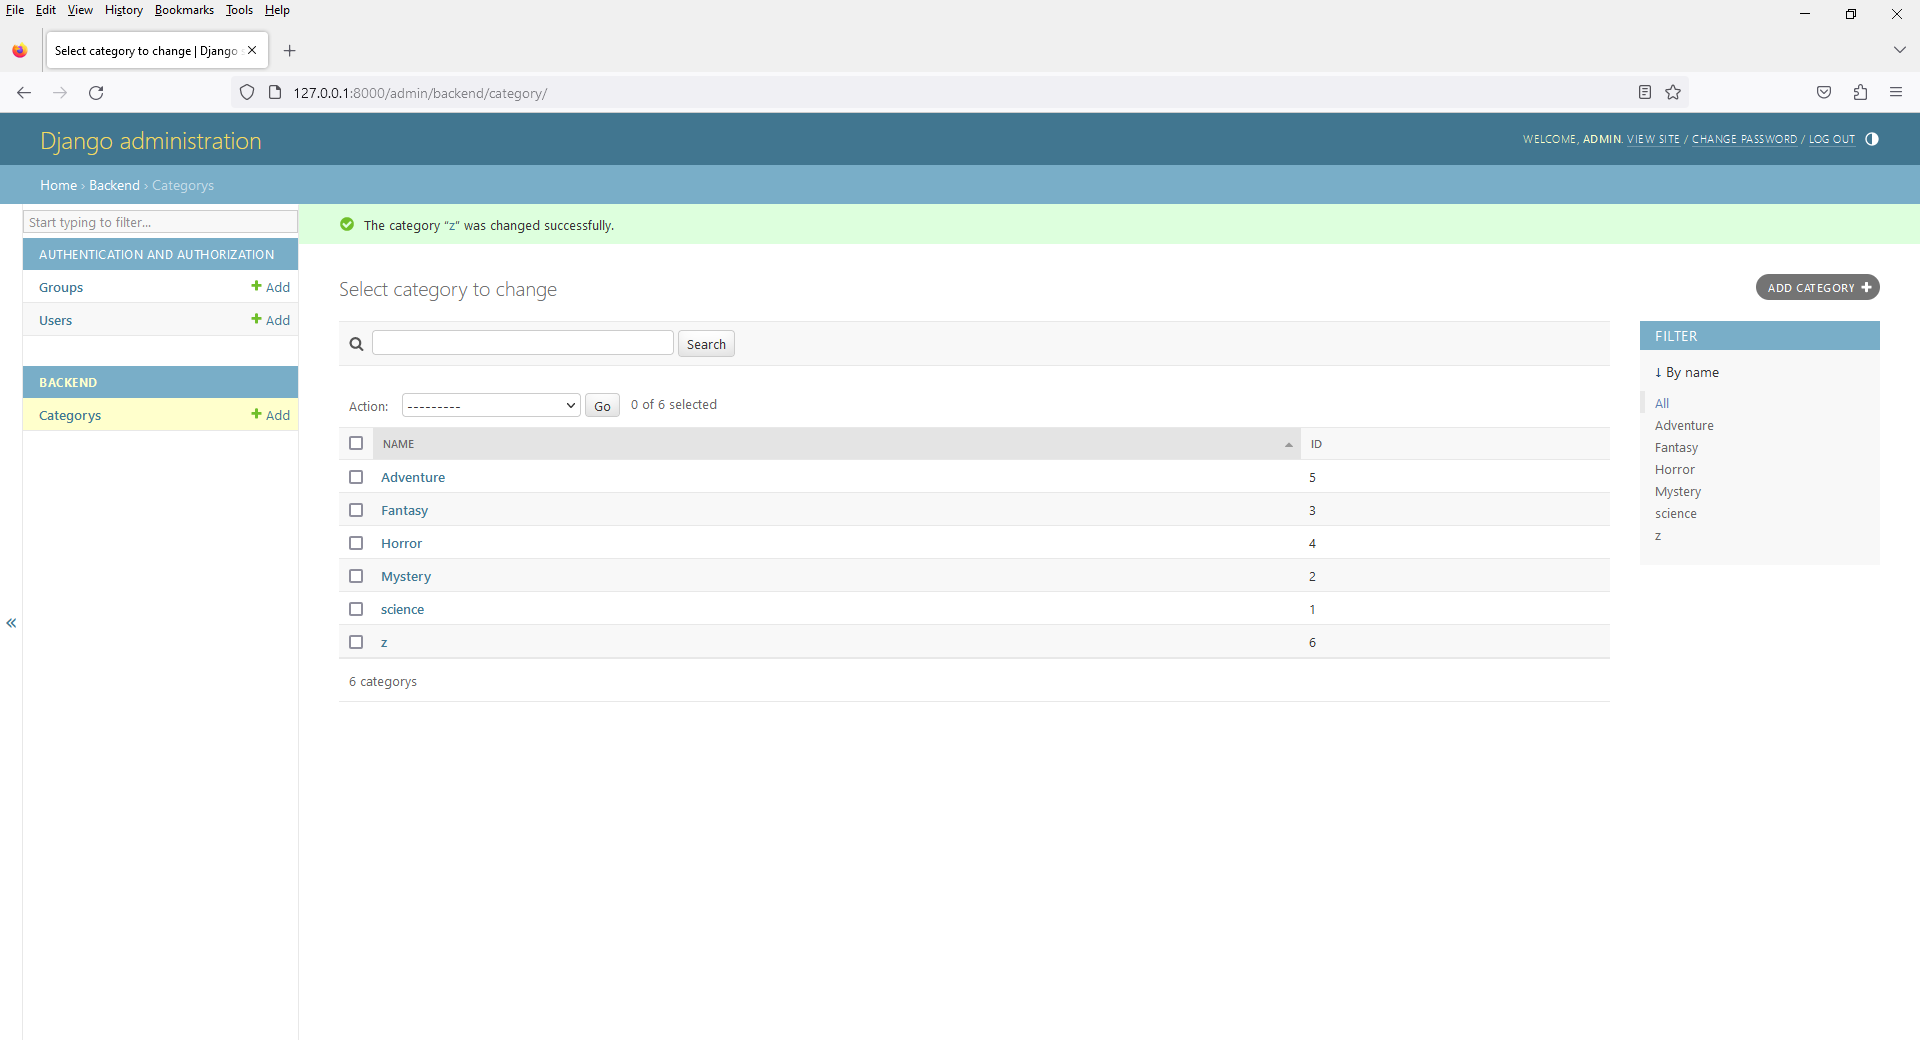 File Edit View History Bookmarks Tools Help
Select category to change | Django
127.0.0.1:8000/admin/backend/category/
Django administration
WELCOME, ADMIN. VIEW SITE / CHANGE PASSWORD / LOG OUT
Home › Backend › Categorys
Start typing to filter...
AUTHENTICATION AND AUTHORIZATION
Groups Add
Users Add
BACKEND
Categorys Add
The category “z” was changed successfully.
Select category to change
ADD CATEGORY
Search
Action: --------- Go 0 of 6 selected
NAME ID
Adventure 5
Fantasy 3
Horror 4
Mystery 2
science 1
z 6
6 categorys
FILTER
↓ By name
All
Adventure
Fantasy
Horror
Mystery
science
z